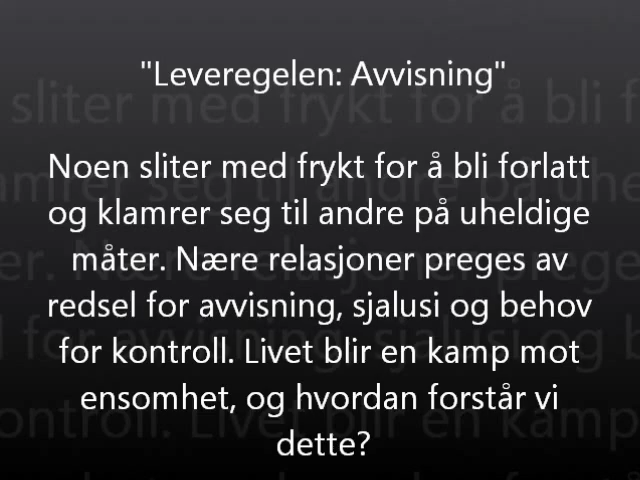 "Leveregelen: Avvisning"
Noen sliter med frykt for å bli forlatt
og klamrer seg til andre på uheldige
måter. Nære relasjoner preges av
redsel for avvisning, sjalusi og behov
for kontroll. Livet blir en kamp mot
ensomhet, og hvordan forstår vi
dette?